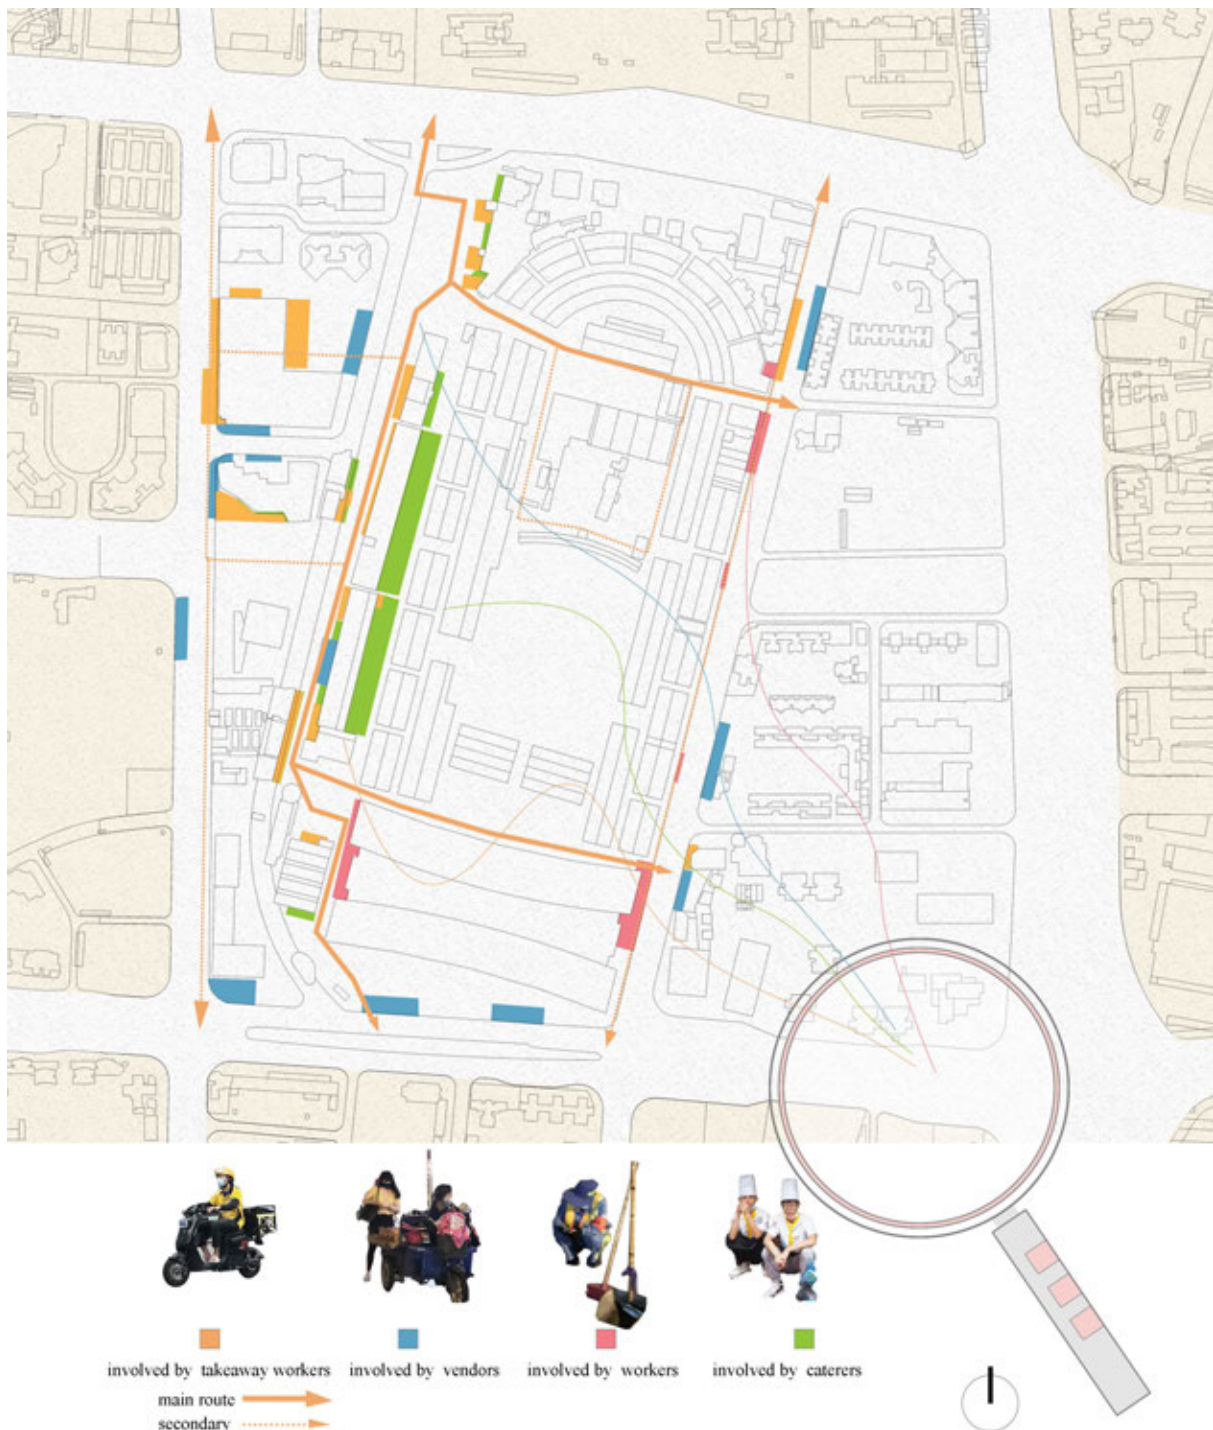 involved by takeaway workers
involved by vendors
involved by workers
involved by caterers
main route
secondary